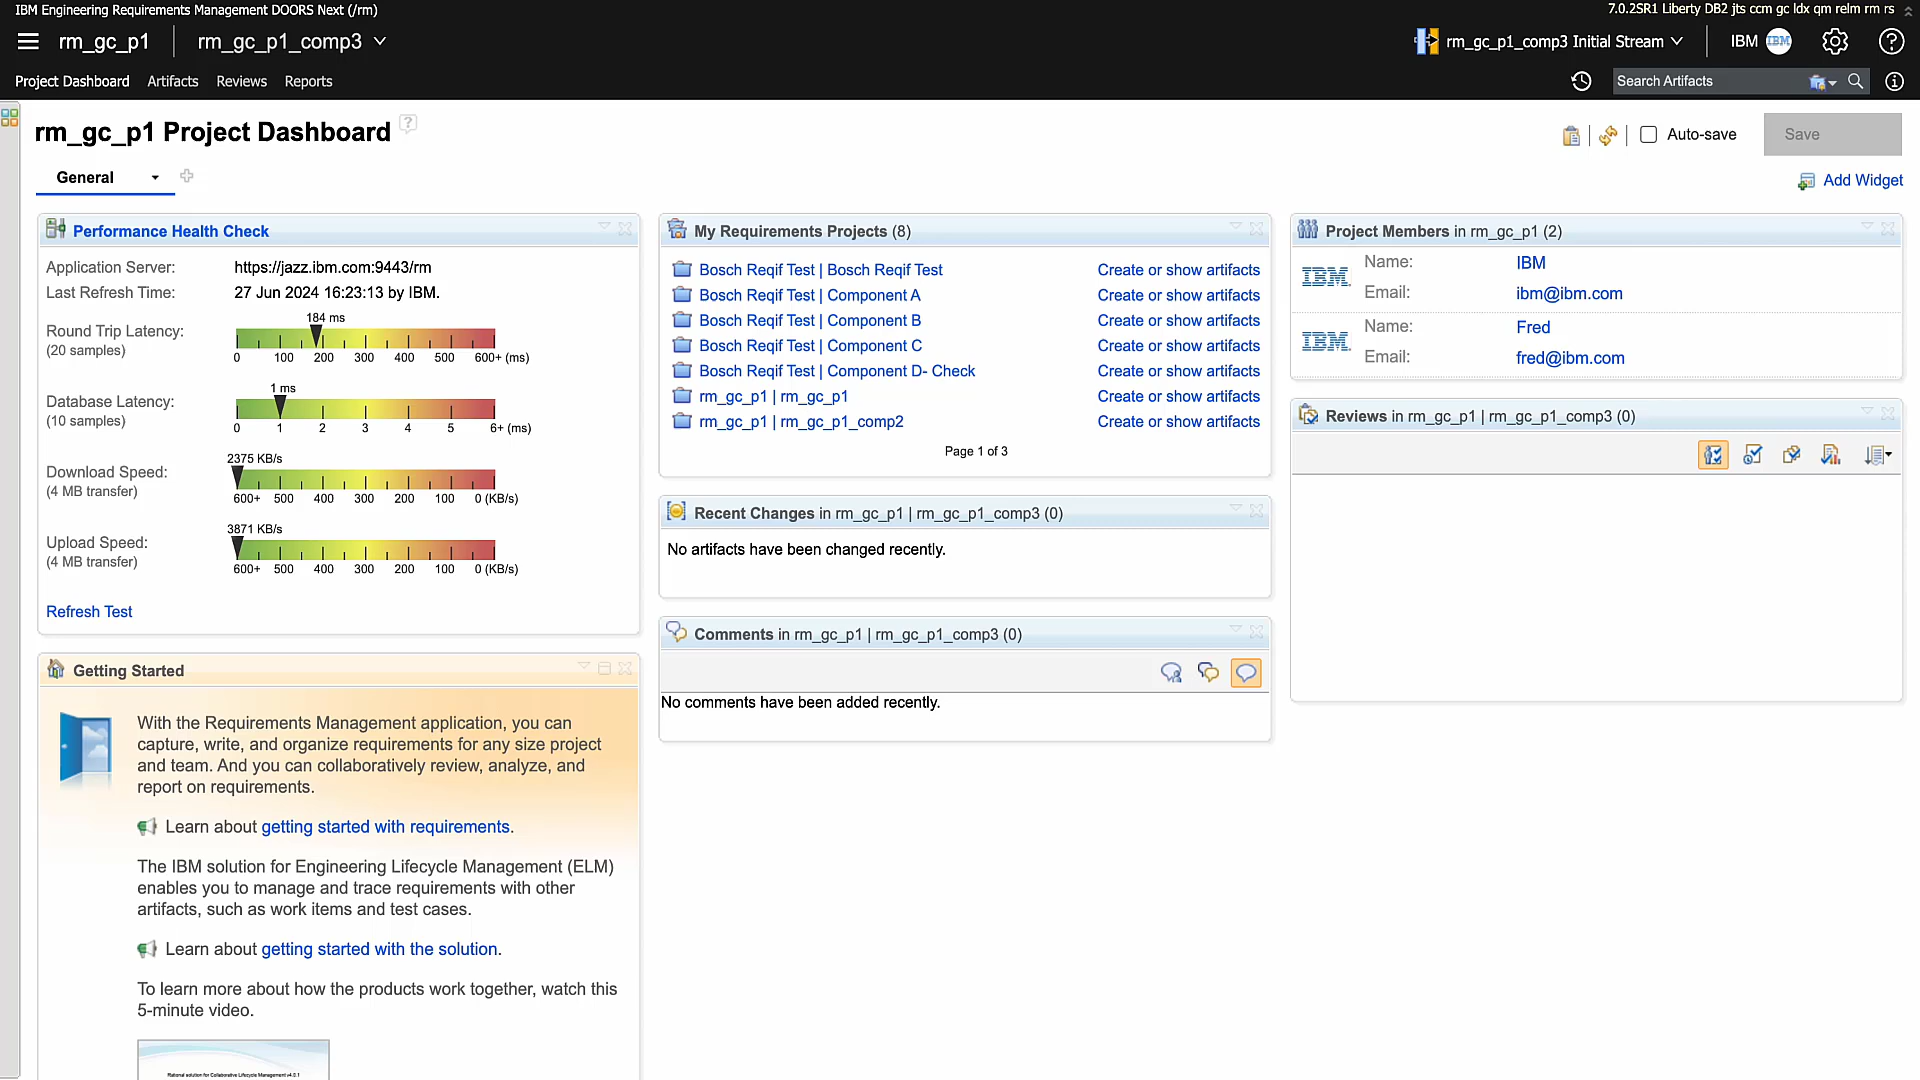 IBM Engineering Requirements Management DOORS Next (/rm)
7.0.2SR1 Liberty DB2 jts ccm gc ldx qm relm rm rs
rm_gc_p1
rm_gc_p1_comp3
rm_gc_p1_comp3 Initial Stream
IBM
IBM
Project Dashboard
Artifacts
Reviews
Reports
Search Artifacts
rm_gc_p1 Project Dashboard
?
Auto-save
Save
General
Add Widget
Performance Health Check
Application Server:
https://jazz.ibm.com:9443/rm
Last Refresh Time:
27 Jun 2024 16:23:13 by IBM.
184 ms
Round Trip Latency:
(20 samples)
0 100 200 300 400 500 600+ (ms)
1 ms
Database Latency:
(10 samples)
0 1 2 3 4 5 6+ (ms)
2375 KB/s
Download Speed:
(4 MB transfer)
600+ 500 400 300 200 100 0 (KB/s)
3871 KB/s
Upload Speed:
(4 MB transfer)
600+ 500 400 300 200 100 0 (KB/s)
Refresh Test
Getting Started
With the Requirements Management application, you can
capture, write, and organize requirements for any size project
and team. And you can collaboratively review, analyze, and
report on requirements.
Learn about getting started with requirements.
The IBM solution for Engineering Lifecycle Management (ELM)
enables you to manage and trace requirements with other
artifacts, such as work items and test cases.
Learn about getting started with the solution.
To learn more about how the products work together, watch this
5-minute video.
Rational solution for Collaborative Lifecycle Management v4.0.1
My Requirements Projects (8)
Bosch Reqif Test | Bosch Reqif Test Create or show artifacts
Bosch Reqif Test | Component A Create or show artifacts
Bosch Reqif Test | Component B Create or show artifacts
Bosch Reqif Test | Component C Create or show artifacts
Bosch Reqif Test | Component D- Check Create or show artifacts
rm_gc_p1 | rm_gc_p1 Create or show artifacts
rm_gc_p1 | rm_gc_p1_comp2 Create or show artifacts
Page 1 of 3
Recent Changes in rm_gc_p1 | rm_gc_p1_comp3 (0)
No artifacts have been changed recently.
Comments in rm_gc_p1 | rm_gc_p1_comp3 (0)
No comments have been added recently.
Project Members in rm_gc_p1 (2)
IBM
Name: IBM
Email: ibm@ibm.com
IBM
Name: Fred
Email: fred@ibm.com
Reviews in rm_gc_p1 | rm_gc_p1_comp3 (0)